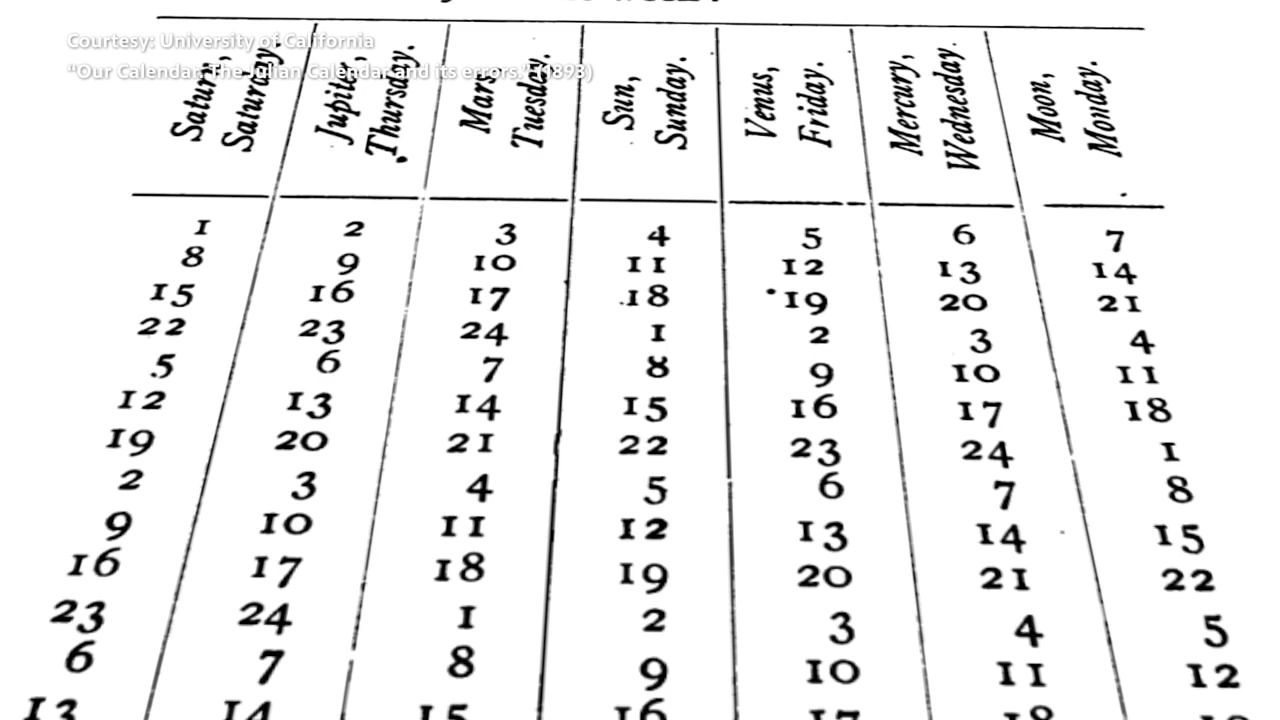 Courtesy: University of California
"Our Calendar: The Julian Calendar and its errors." (1893)
Saturn, Saturday. Jupiter, Thursday. Mars, Tuesday. Sun, Sunday. Venus, Friday. Mercury, Wednesday. Moon, Monday.
1 2 3 4 5 6 7
8 9 10 11 12 13 14
15 16 17 18 19 20 21
22 23 24 1 2 3 4
5 6 7 8 9 10 11
12 13 14 15 16 17 18
19 20 21 22 23 24 1
2 3 4 5 6 7 8
9 10 11 12 13 14 15
16 17 18 19 20 21 22
23 24 1 2 3 4 5
6 7 8 9 10 11 12
13 14 15 16 17 18